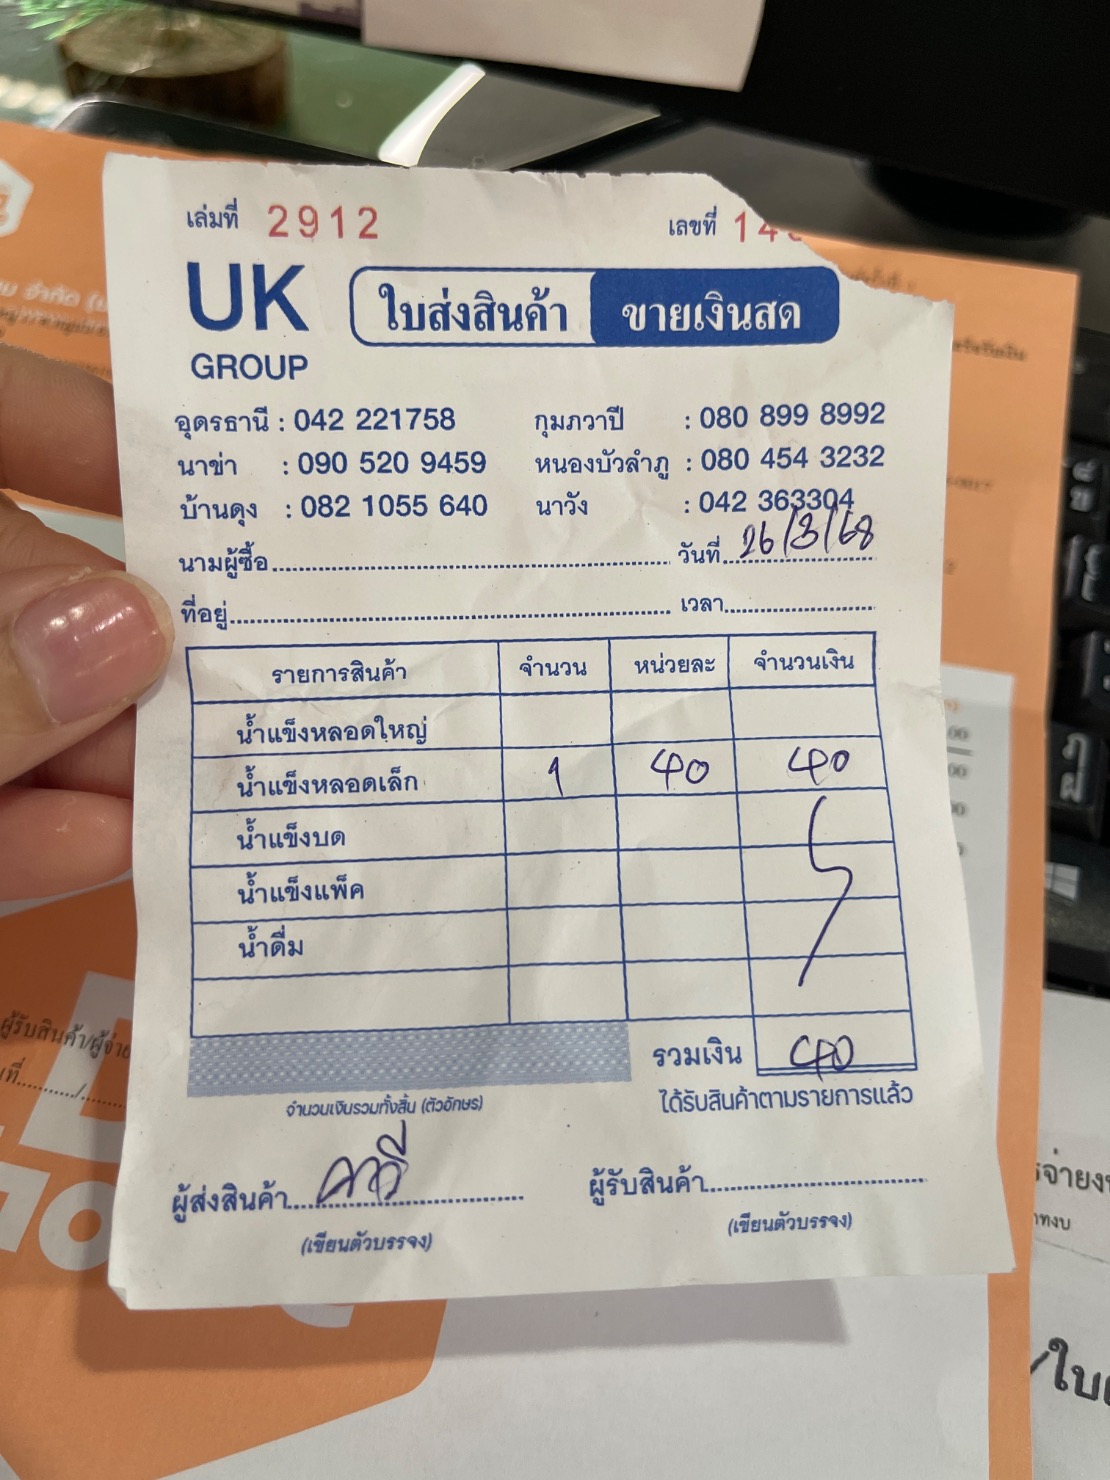 เล่มที่ 2912 เลขที่
UK GROUP
ใบส่งสินค้า ขายเงินสด
อุดรธานี : 042 221758 กุมภวาปี : 080 899 8992
นาข่า : 090 520 9459 หนองบัวลำภู : 080 454 3232
บ้านดุง : 082 1055 640 นาวัง : 042 363304
นามผู้ซื้อ วันที่ 26/3/68
ที่อยู่ เวลา
รายการสินค้า จำนวน หน่วยละ จำนวนเงิน
น้ำแข็งหลอดใหญ่
น้ำแข็งหลอดเล็ก 1 40 40
น้ำแข็งบด
น้ำแข็งแพ็ค
น้ำดื่ม
รวมเงิน 40
จำนวนเงินรวมทั้งสิ้น (ตัวอักษร) ได้รับสินค้าตามรายการแล้ว
ผู้ส่งสินค้า ผู้รับสินค้า
(เขียนตัวบรรจง) (เขียนตัวบรรจง)